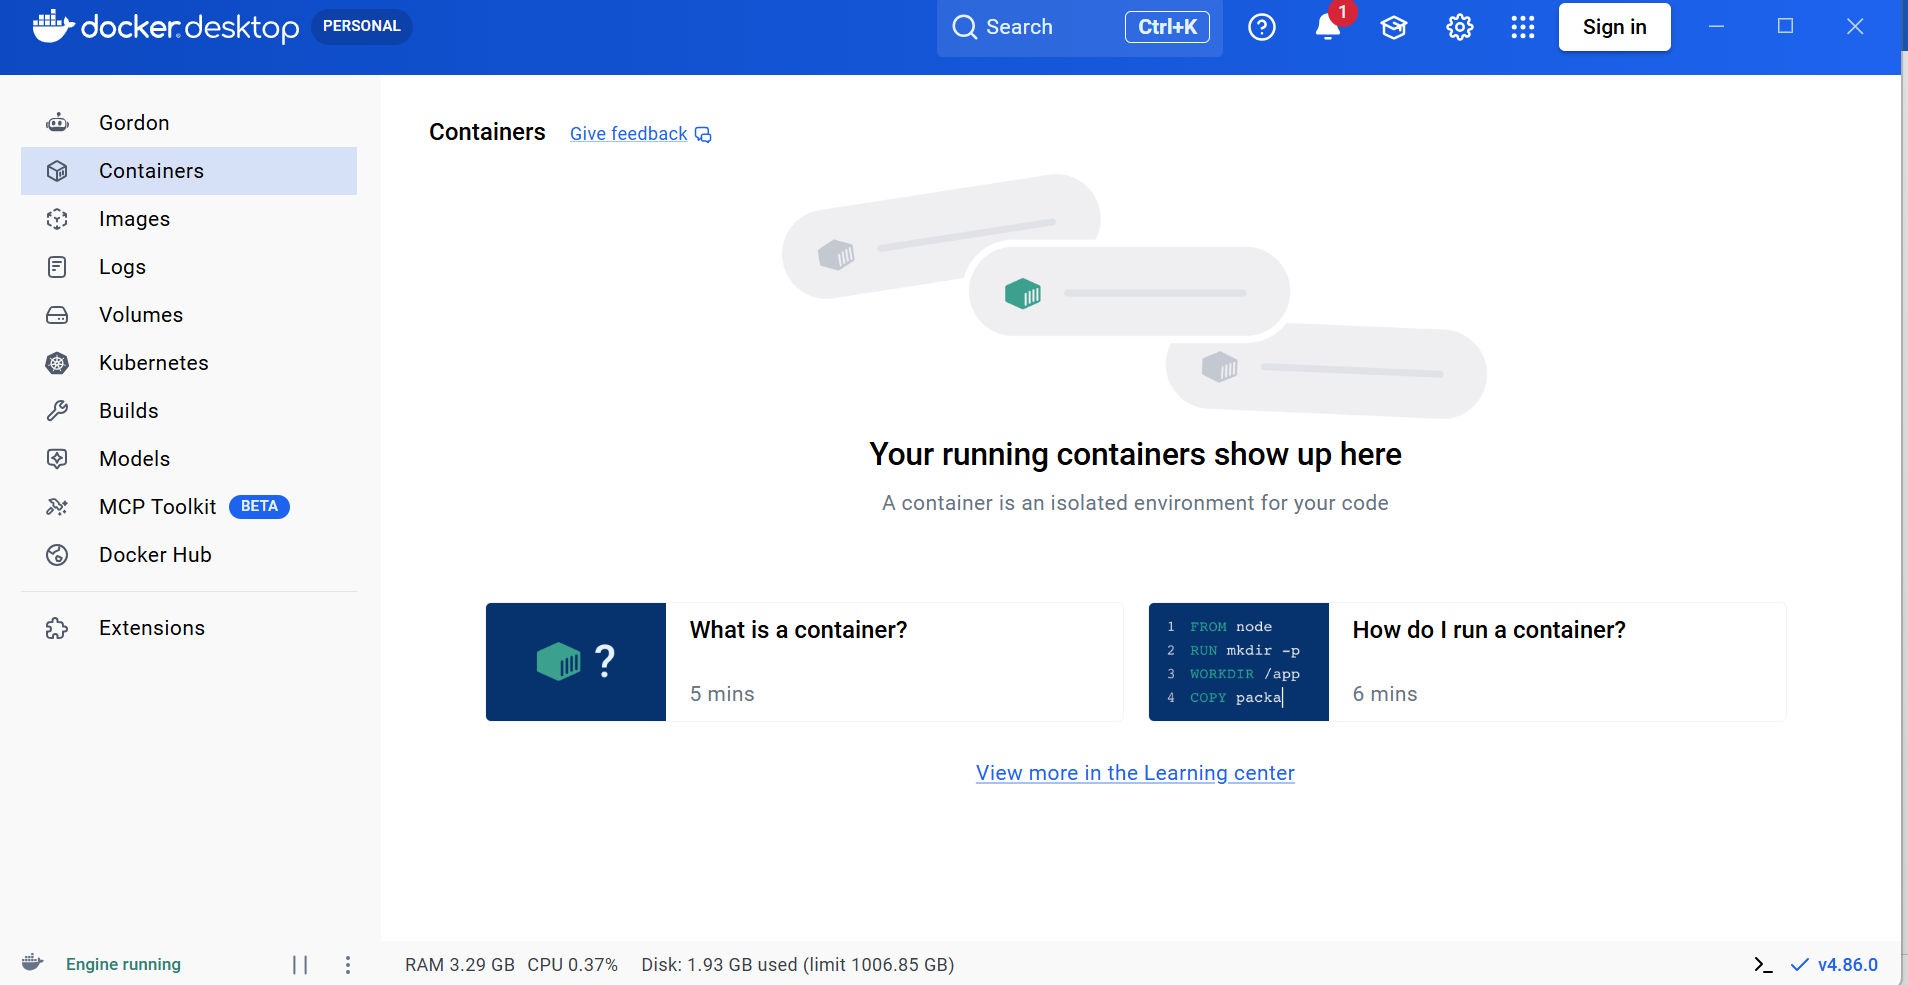 docker desktop PERSONAL
Search Ctrl+K
1
Sign in
Gordon
Containers
Images
Logs
Volumes
Kubernetes
Builds
Models
MCP Toolkit BETA
Docker Hub
Extensions
Containers Give feedback
Your running containers show up here
A container is an isolated environment for your code
?
What is a container?
5 mins
1 FROM node
2 RUN mkdir -p
3 WORKDIR /app
4 COPY packa
How do I run a container?
6 mins
View more in the Learning center
Engine running
RAM 3.29 GB CPU 0.37% Disk: 1.93 GB used (limit 1006.85 GB)
v4.86.0